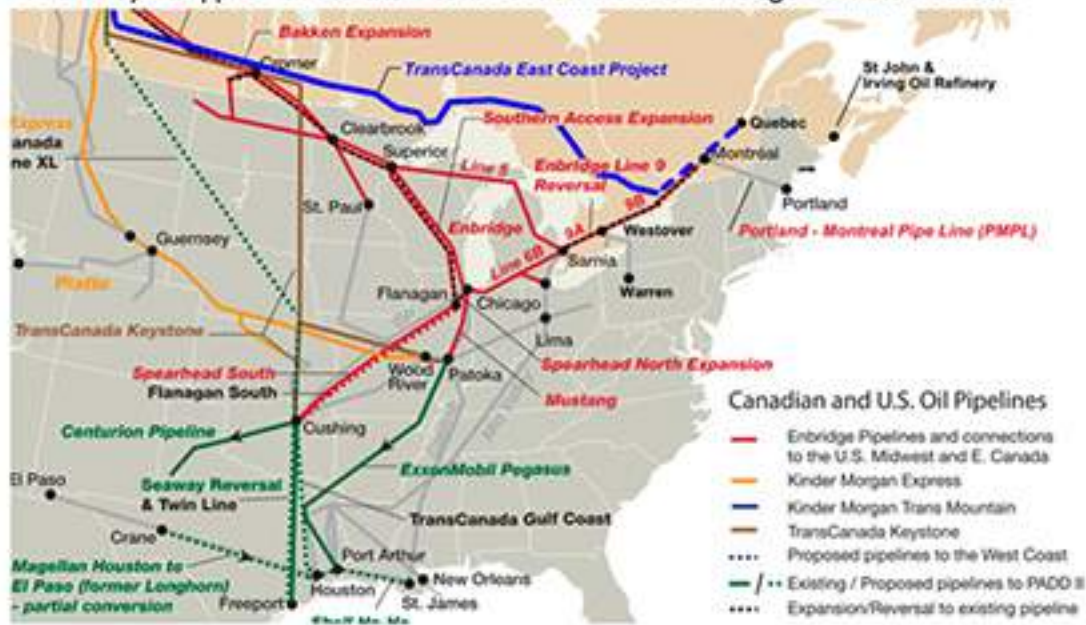 Bakken Expansion
Cromer
TransCanada East Coast Project
St John &
Irving Oil Refinery
Express
anada
ne XL
Clearbrook
Southern Access Expansion
Quebec
Superior
Line 5
Enbridge Line 9
Reversal
Montréal
St. Paul
9B
Portland
Guernsey
Enbridge
9A
Westover
Portland - Montreal Pipe Line (PMPL)
Line 6B
Sarnia
Platte
Flanagan
Chicago
Warren
TransCanada Keystone
Lima
Spearhead South
Wood
River
Patoka
Spearhead North Expansion
Flanagan South
Mustang
Centurion Pipeline
Cushing
ExxonMobil Pegasus
El Paso
Seaway Reversal
& Twin Line
TransCanada Gulf Coast
Crane
Magellan Houston to
El Paso (former Longhorn)
- partial conversion
Port Arthur
Houston
New Orleans
St. James
Freeport
Canadian and U.S. Oil Pipelines
Enbridge Pipelines and connections
to the U.S. Midwest and E. Canada
Kinder Morgan Express
Kinder Morgan Trans Mountain
TransCanada Keystone
Proposed pipelines to the West Coast
Existing / Proposed pipelines to PADD III
Expansion/Reversal to existing pipeline